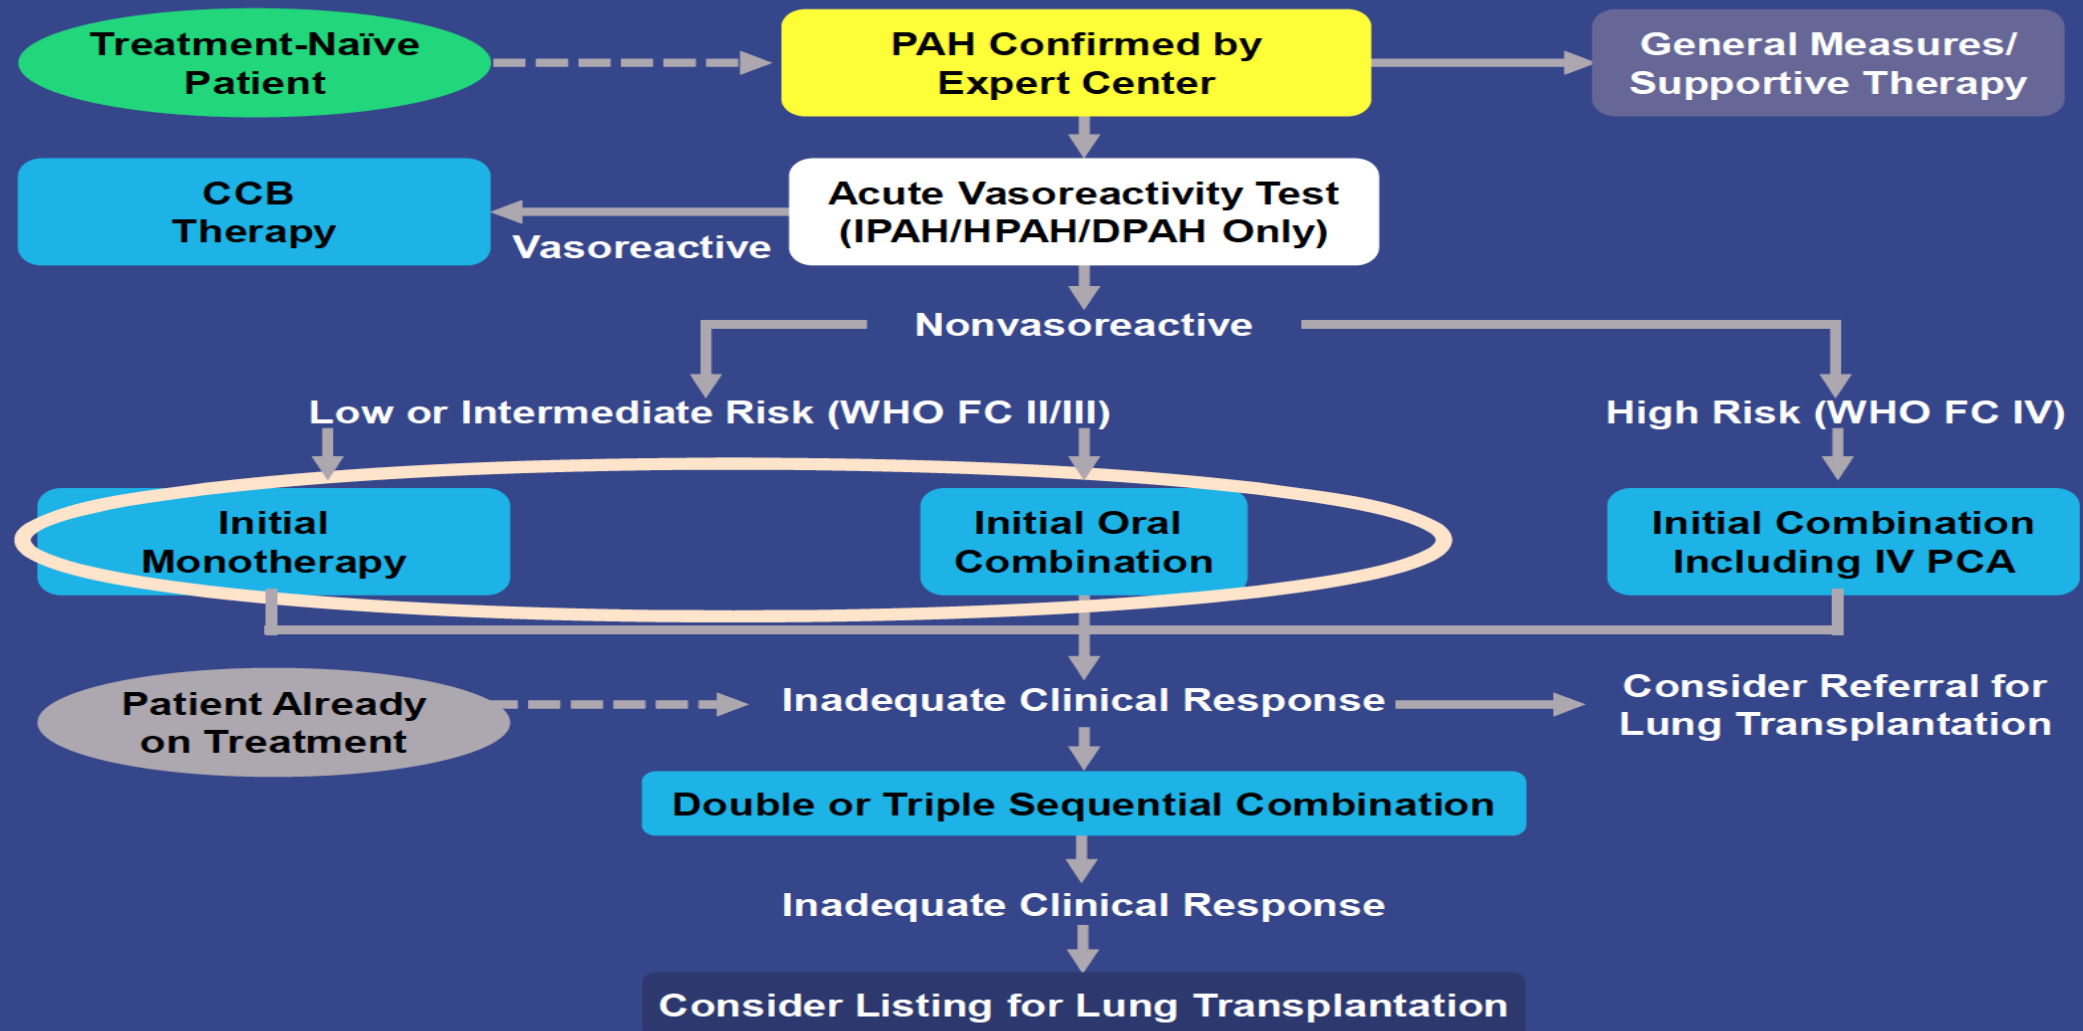 Treatment-Naïve
Patient
PAH Confirmed by
Expert Center
General Measures/
Supportive Therapy
CCB
Therapy
Vasoreactive
Acute Vasoreactivity Test
(IPAH/HPAH/DPAH Only)
Nonvasoreactive
Low or Intermediate Risk (WHO FC II/III)
High Risk (WHO FC IV)
Initial
Monotherapy
Initial Oral
Combination
Initial Combination
Including IV PCA
Patient Already
on Treatment
Inadequate Clinical Response
Consider Referral for
Lung Transplantation
Double or Triple Sequential Combination
Inadequate Clinical Response
Consider Listing for Lung Transplantation